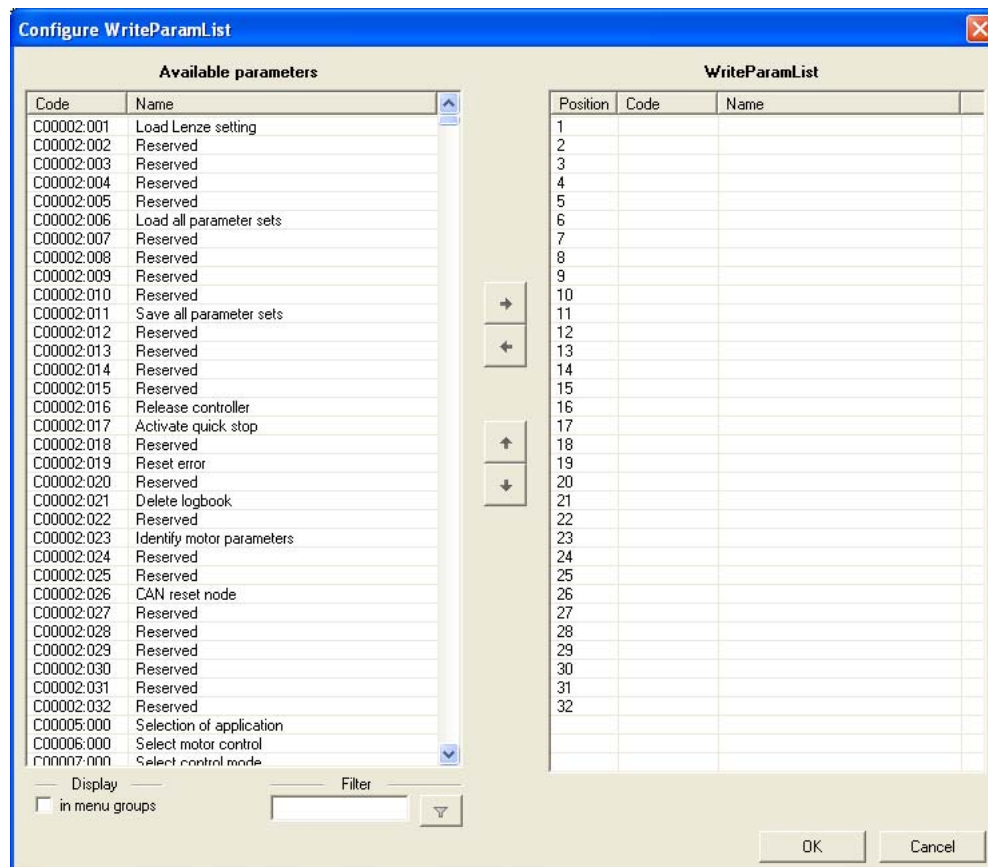 Configure WriteParamList
Available parameters
Code Name
C00002:001 Load Lenze setting
C00002:002 Reserved
C00002:003 Reserved
C00002:004 Reserved
C00002:005 Reserved
C00002:006 Load all parameter sets
C00002:007 Reserved
C00002:008 Reserved
C00002:009 Reserved
C00002:010 Reserved
C00002:011 Save all parameter sets
C00002:012 Reserved
C00002:013 Reserved
C00002:014 Reserved
C00002:015 Reserved
C00002:016 Release controller
C00002:017 Activate quick stop
C00002:018 Reserved
C00002:019 Reset error
C00002:020 Reserved
C00002:021 Delete logbook
C00002:022 Reserved
C00002:023 Identify motor parameters
C00002:024 Reserved
C00002:025 Reserved
C00002:026 CAN reset node
C00002:027 Reserved
C00002:028 Reserved
C00002:029 Reserved
C00002:030 Reserved
C00002:031 Reserved
C00002:032 Reserved
C00005:000 Selection of application
C00006:000 Select motor control
C00007:000 Select control mode
Display
in menu groups
Filter
WriteParamList
Position Code Name
1
2
3
4
5
6
7
8
9
10
11
12
13
14
15
16
17
18
19
20
21
22
23
24
25
26
27
28
29
30
31
32
OK Cancel